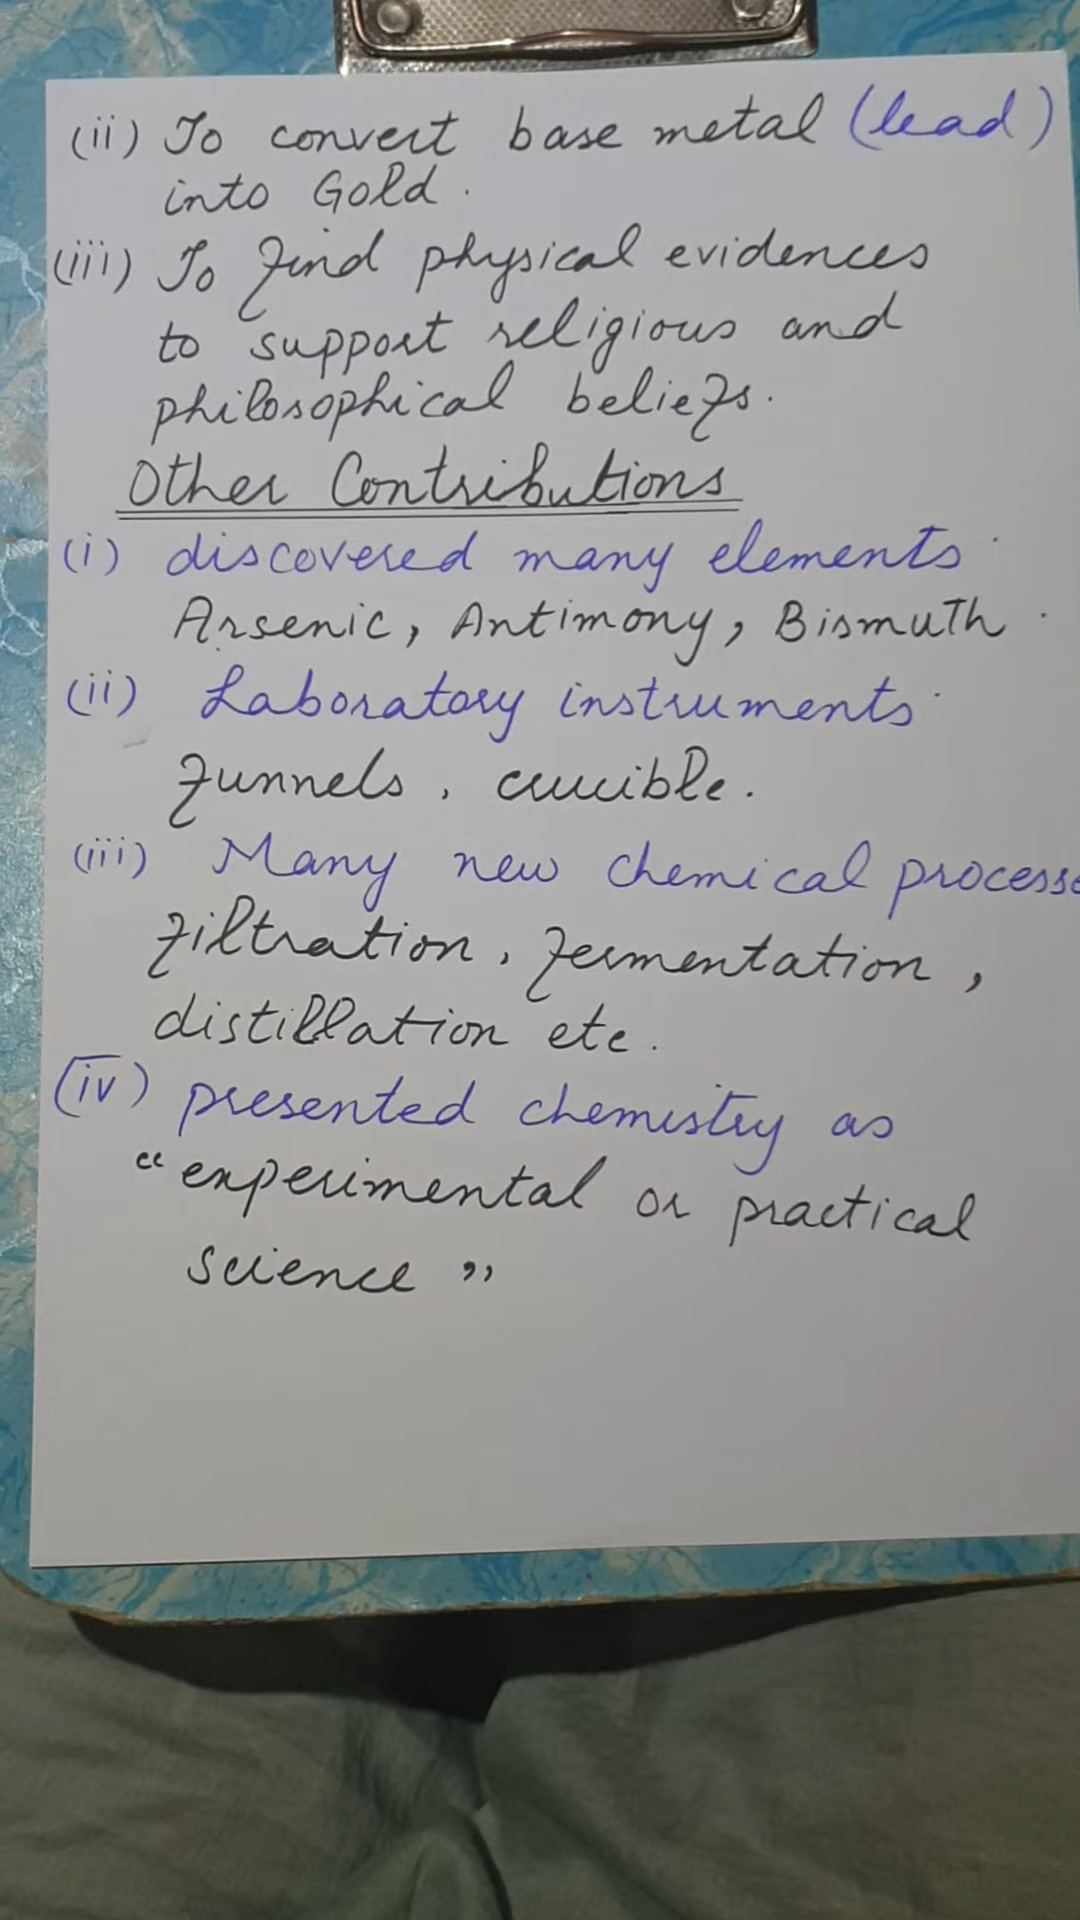 (ii) To convert base metal (lead)
into Gold.
(iii) To find physical evidences
to support religious and
philosophical beliefs.
Other Contributions
(i) discovered many elements.
Arsenic, Antimony, Bismuth.
(ii) Laboratory instruments.
funnels, crucible.
(iii) Many new chemical processe
filtration, fermentation,
distillation etc.
(iv) presented chemistry as
"experimental or practical
science"